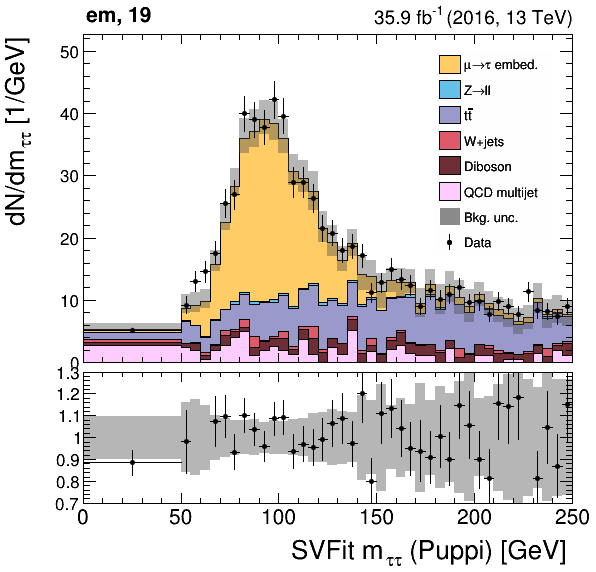 em, 19
35.9 fb⁻¹ (2016, 13 TeV)
dN/dm_ττ [1/GeV]
50
40
30
20
10
0
μ→τ embed.
Z→ll
tt̄
W+jets
Diboson
QCD multijet
Bkg. unc.
Data
1.3
1.2
1.1
1
0.9
0.8
0.7
0 50 100 150 200 250
SVFit m_ττ (Puppi) [GeV]